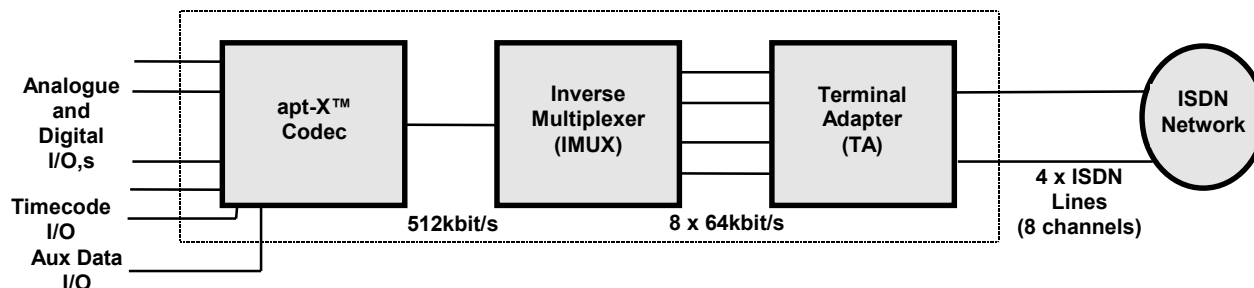 Analogue
and
Digital
I/O,s
Timecode
I/O
Aux Data
I/O
apt-X™
Codec
512kbit/s
Inverse
Multiplexer
(IMUX)
8 x 64kbit/s
Terminal
Adapter
(TA)
4 x ISDN
Lines
(8 channels)
ISDN
Network